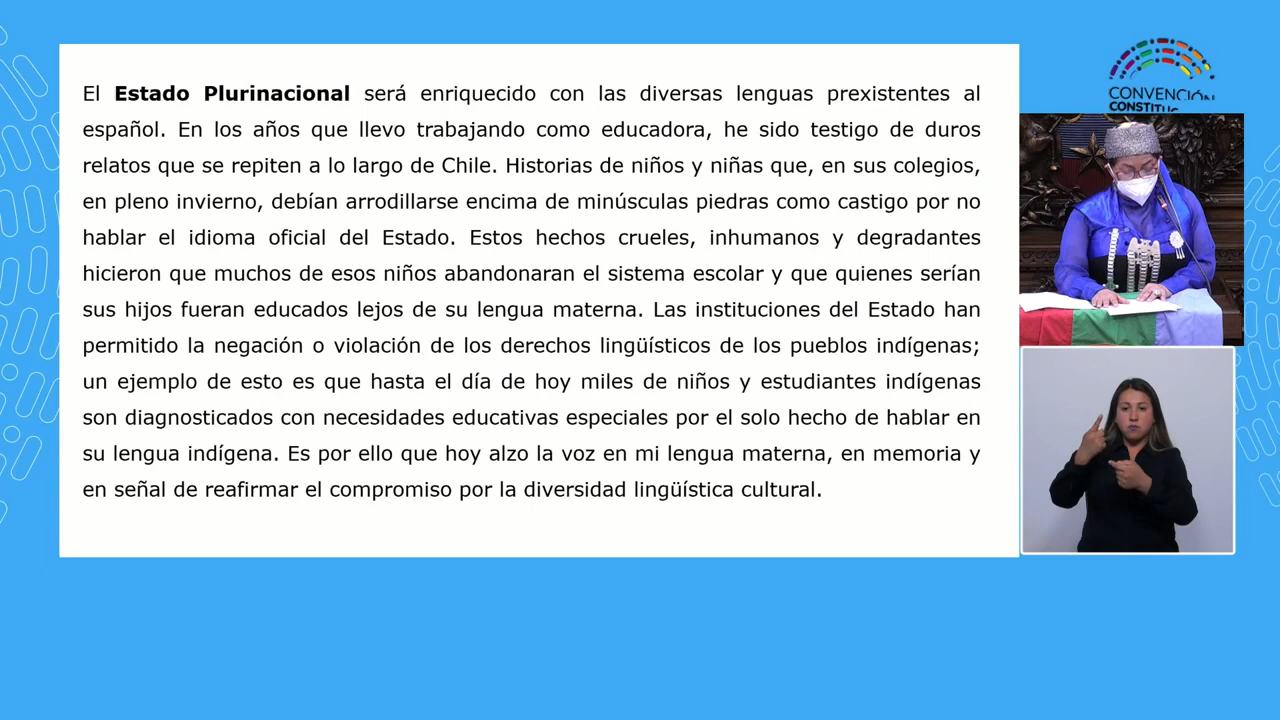 El Estado Plurinacional será enriquecido con las diversas lenguas prexistentes al
español. En los años que llevo trabajando como educadora, he sido testigo de duros
relatos que se repiten a lo largo de Chile. Historias de niños y niñas que, en sus colegios,
en pleno invierno, debían arrodillarse encima de minúsculas piedras como castigo por no
hablar el idioma oficial del Estado. Estos hechos crueles, inhumanos y degradantes
hicieron que muchos de esos niños abandonaran el sistema escolar y que quienes serían
sus hijos fueran educados lejos de su lengua materna. Las instituciones del Estado han
permitido la negación o violación de los derechos lingüísticos de los pueblos indígenas;
un ejemplo de esto es que hasta el día de hoy miles de niños y estudiantes indígenas
son diagnosticados con necesidades educativas especiales por el solo hecho de hablar en
su lengua indígena. Es por ello que hoy alzo la voz en mi lengua materna, en memoria y
en señal de reafirmar el compromiso por la diversidad lingüística cultural.
CONVENCIÓN